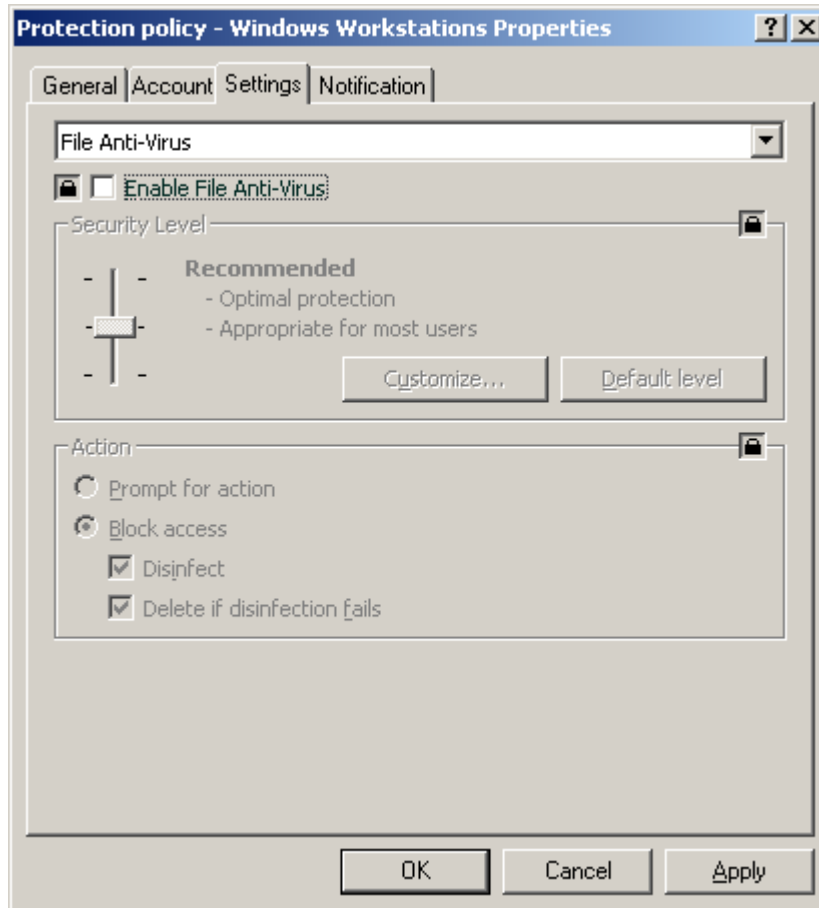 Protection policy - Windows Workstations Properties
General Account Settings Notification
File Anti-Virus
Enable File Anti-Virus
Security Level
Recommended
- Optimal protection
- Appropriate for most users
Customize... Default level
Action
Prompt for action
Block access
Disinfect
Delete if disinfection fails
OK Cancel Apply